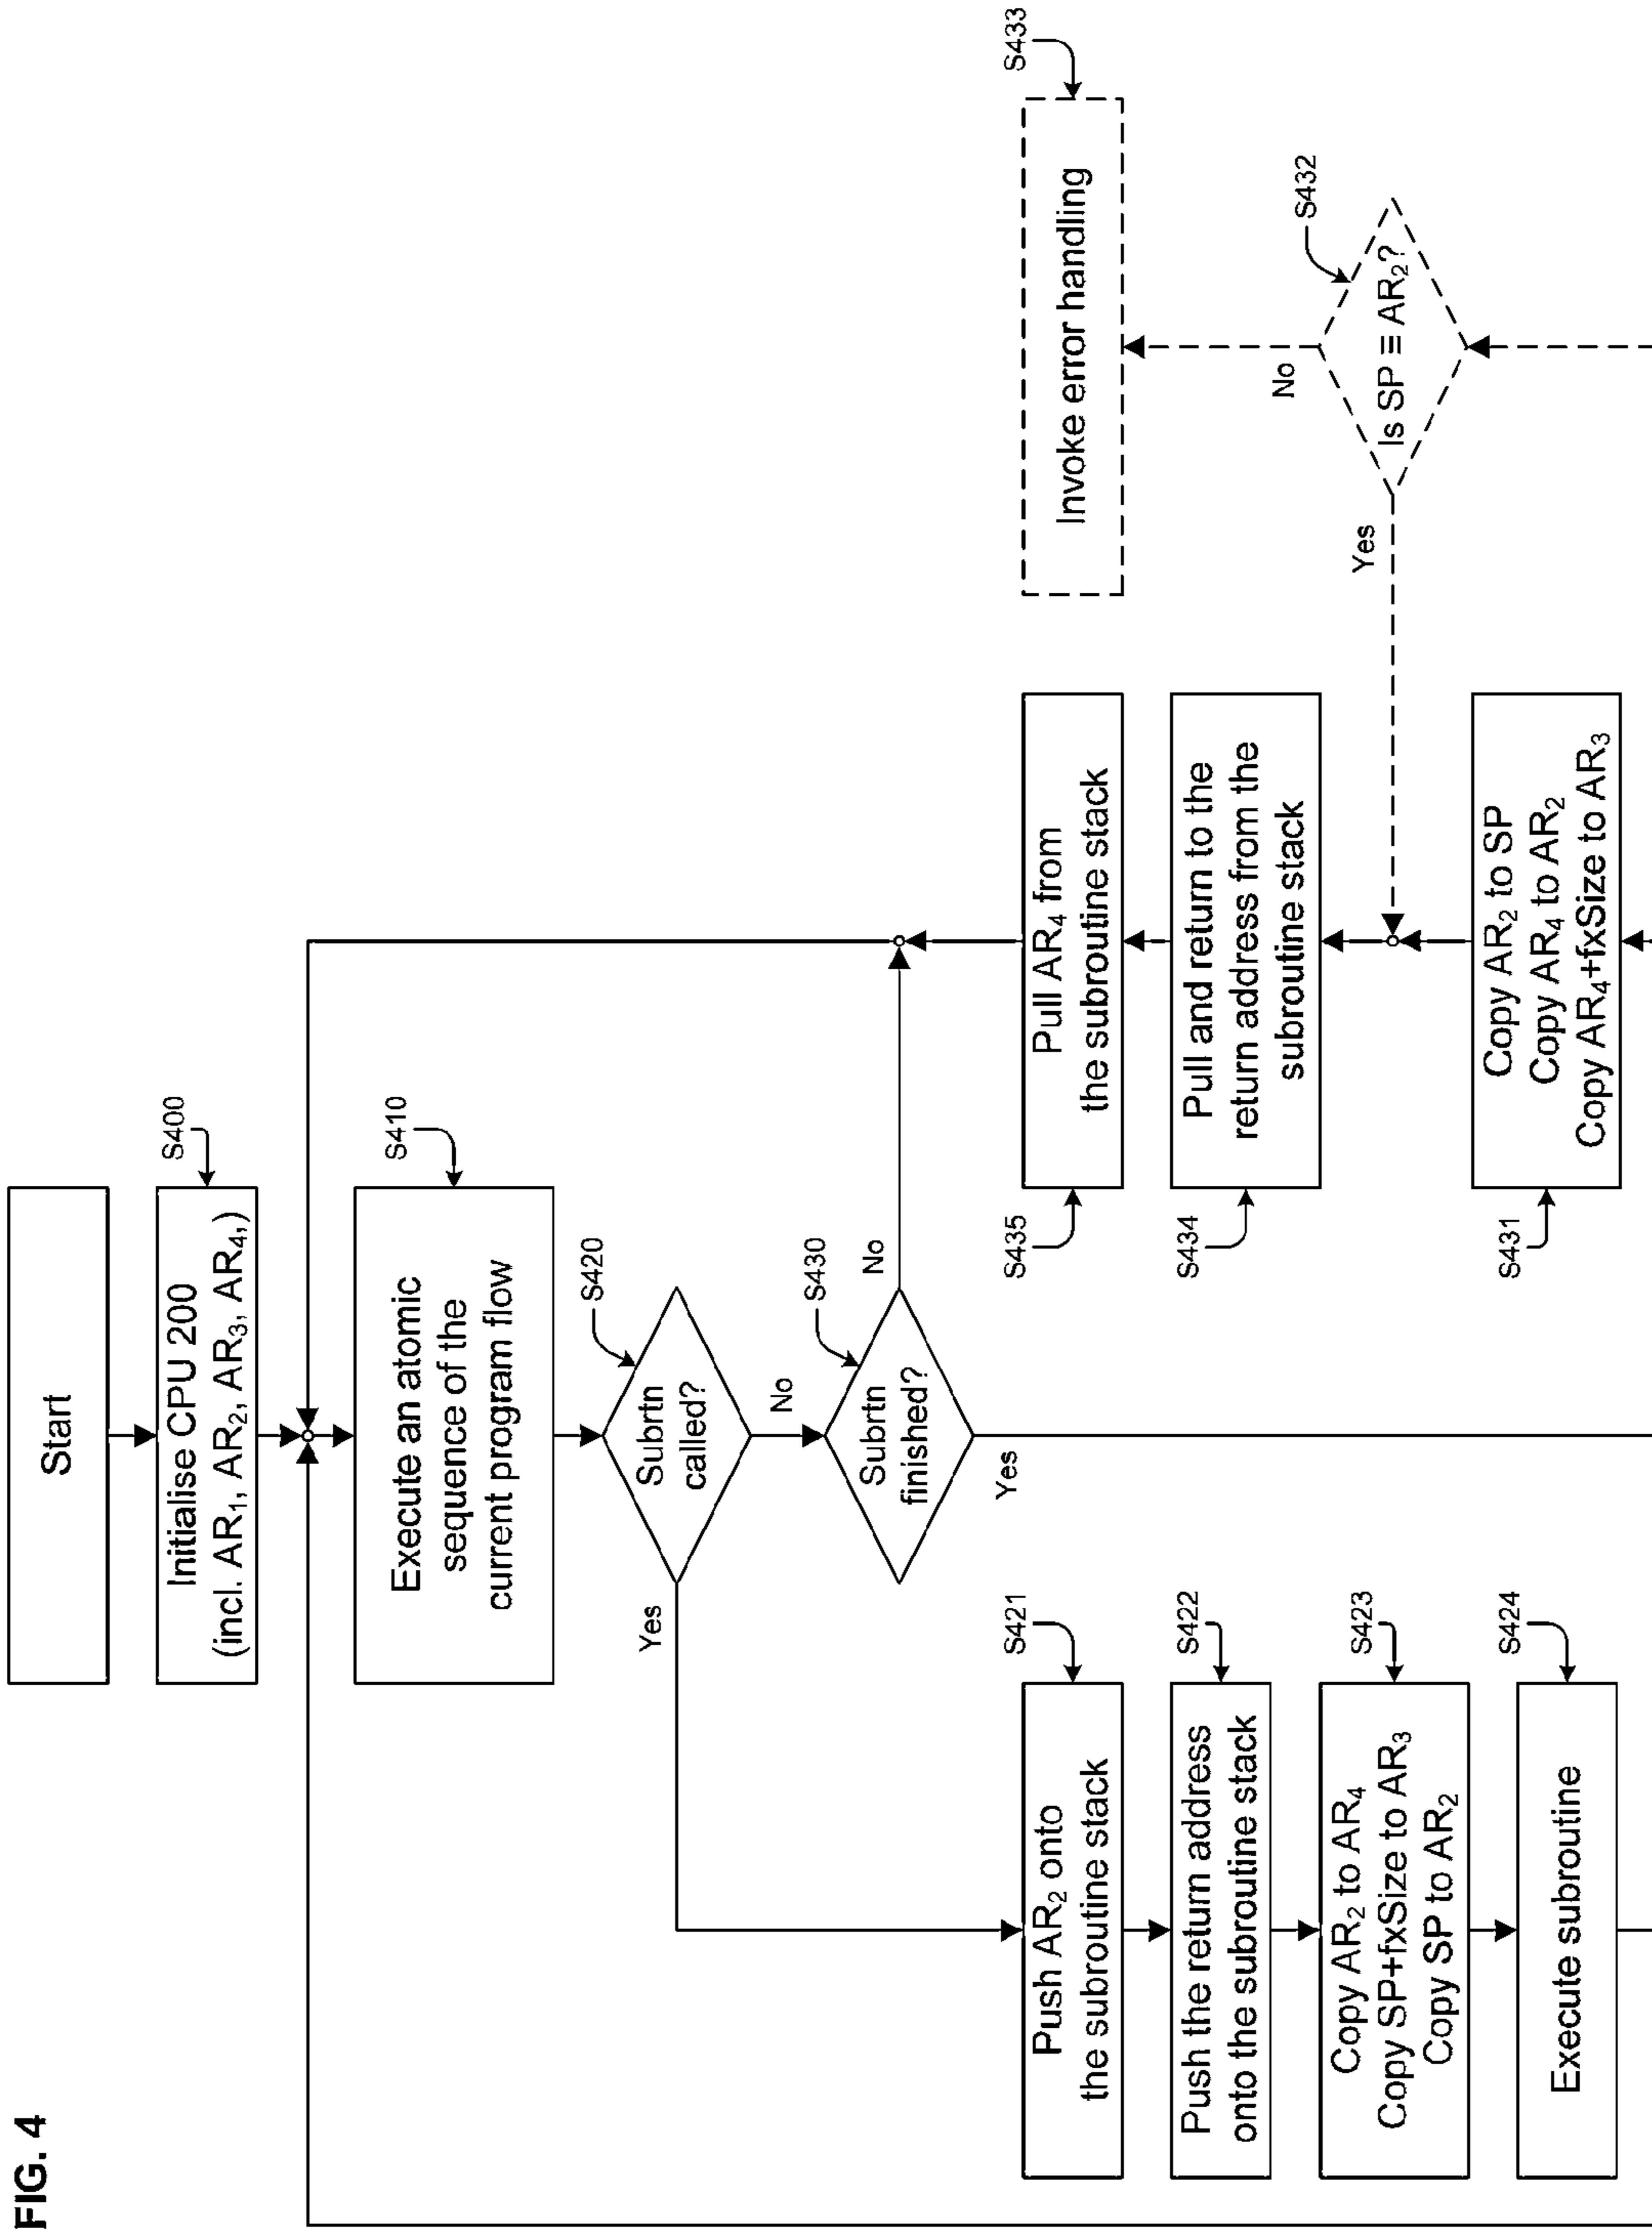 FIG. 4
Start
Initialise CPU 200
(incl. AR₁, AR₂, AR₃, AR₄,)
S400
Execute an atomic
sequence of the
current program flow
S410
Subrtn
called?
S420
Yes
No
Subrtn
finished?
S430
No
Yes
Push AR₂ onto
the subroutine stack
S421
Push the return address
onto the subroutine stack
S422
Copy AR₂ to AR₄
Copy SP+fxSize to AR₃
Copy SP to AR₂
S423
Execute subroutine
S424
S435
Pull AR₄ from
the subroutine stack
S434
Pull and return to the
return address from the
subroutine stack
S431
Copy AR₂ to SP
Copy AR₄ to AR₂
Copy AR₄+fxSize to AR₃
Invoke error handling
S433
No
Yes
Is SP ≡ AR₂?
S432